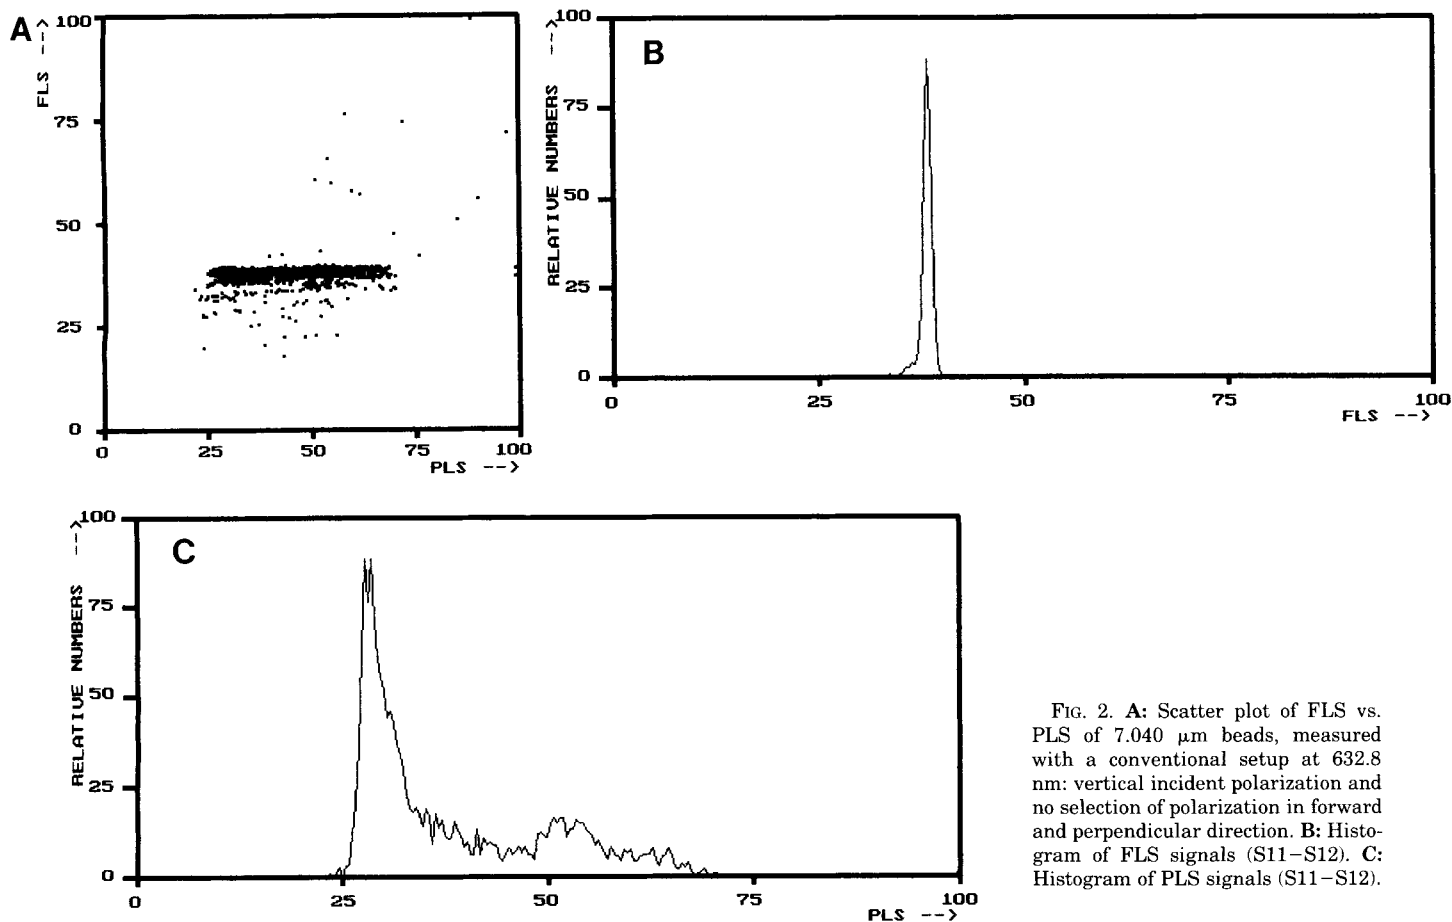 A
FLS -->
100
75
50
25
0
0 25 50 75 100
PLS -->
B
RELATIVE NUMBERS -->
100
75
50
25
0
0 25 50 75 100
FLS -->
C
RELATIVE NUMBERS -->
100
75
50
25
0
0 25 50 75 100
PLS -->
FIG. 2. A: Scatter plot of FLS vs.
PLS of 7.040 μm beads, measured
with a conventional setup at 632.8
nm: vertical incident polarization and
no selection of polarization in forward
and perpendicular direction. B: Histo-
gram of FLS signals (S11−S12). C:
Histogram of PLS signals (S11−S12).